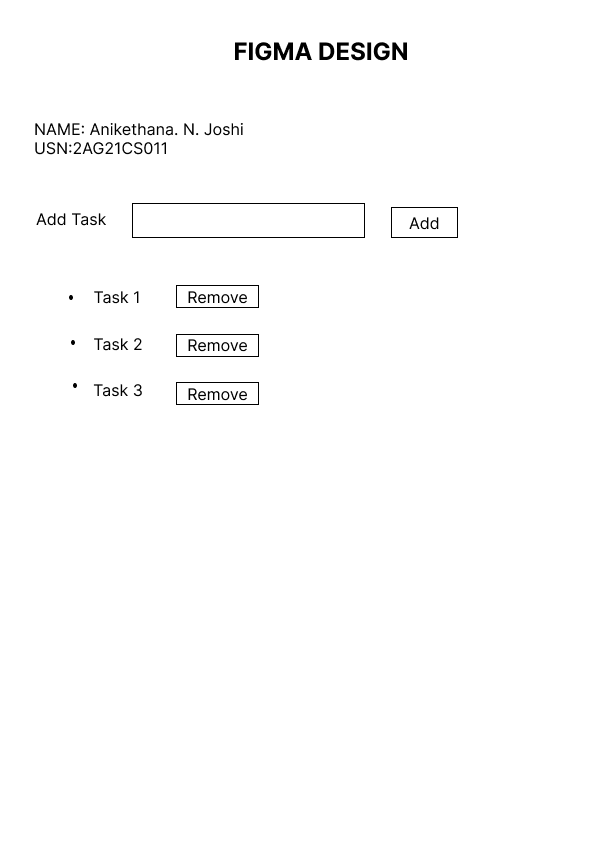 FIGMA DESIGN
NAME: Anikethana. N. Joshi
USN:2AG21CS011
Add Task Add
• Task 1 Remove
• Task 2 Remove
• Task 3 Remove